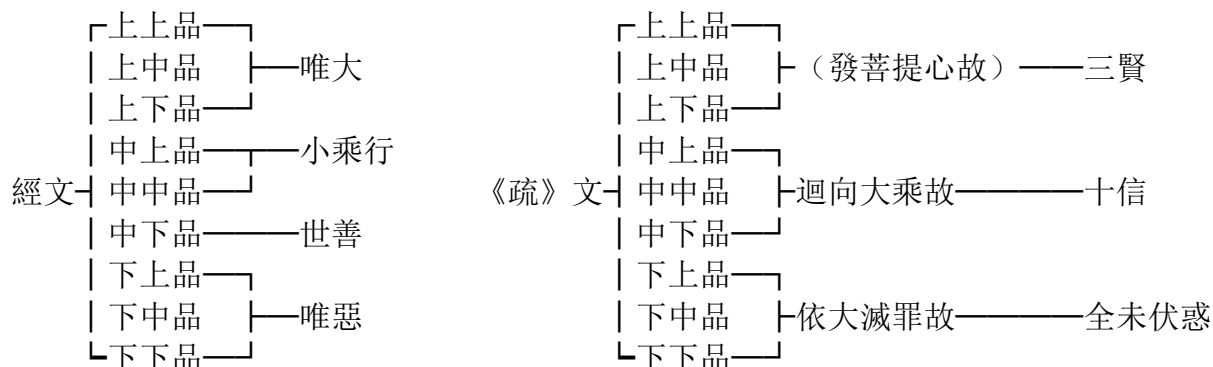 上上品 上上品
上中品 唯大 上中品 （發菩提心故） 三賢
上下品 上下品
中上品 小乘行 中上品
經文 中中品 《疏》文 中中品 迴向大乘故 十信
中下品 世善 中下品
下上品 下上品
下中品 唯惡 下中品 依大滅罪故 全未伏惑
下下品 下下品